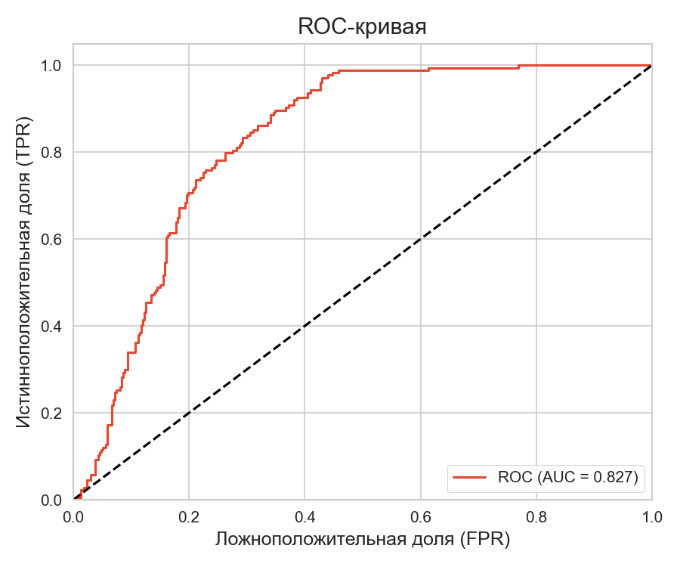 ROC-кривая
Истинноположительная доля (TPR)
1.0
0.8
0.6
0.4
0.2
0.0
0.0 0.2 0.4 0.6 0.8 1.0
Ложноположительная доля (FPR)
ROC (AUC = 0.827)